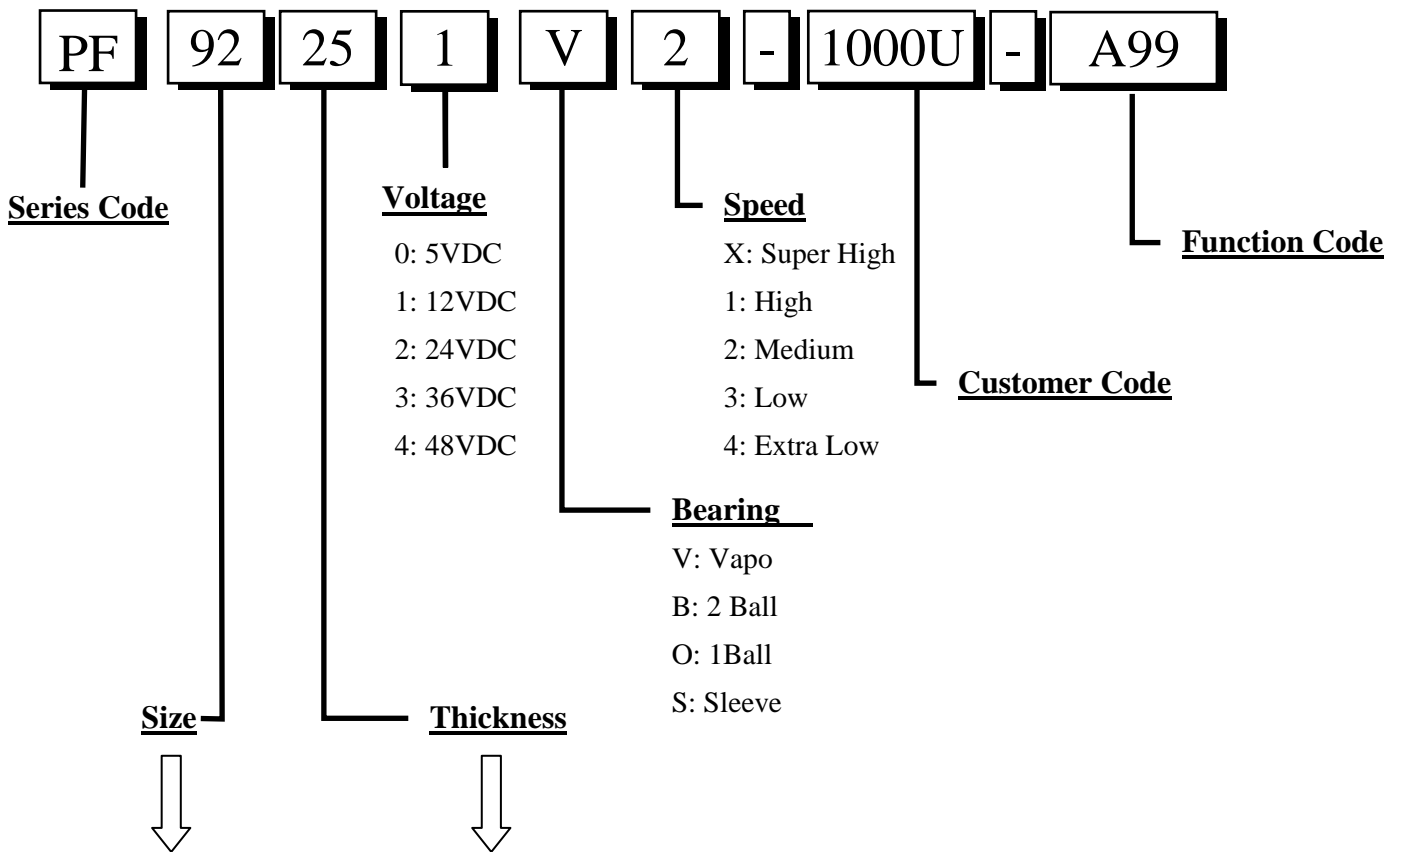 PF 92 25 1 V 2 - 1000U - A99
Series Code
Voltage
0: 5VDC
1: 12VDC
2: 24VDC
3: 36VDC
4: 48VDC
Speed
X: Super High
1: High
2: Medium
3: Low
4: Extra Low
Function Code
Customer Code
Bearing
V: Vapo
B: 2 Ball
O: 1Ball
S: Sleeve
Size
Thickness